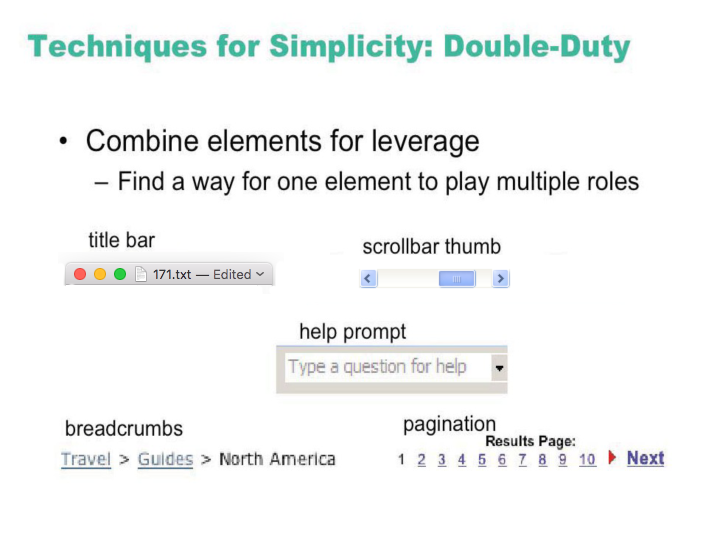 Techniques for Simplicity: Double-Duty
• Combine elements for leverage
– Find a way for one element to play multiple roles
title bar
171.txt — Edited
scrollbar thumb
help prompt
Type a question for help
breadcrumbs
Travel > Guides > North America
pagination
Results Page:
1 2 3 4 5 6 7 8 9 10 Next